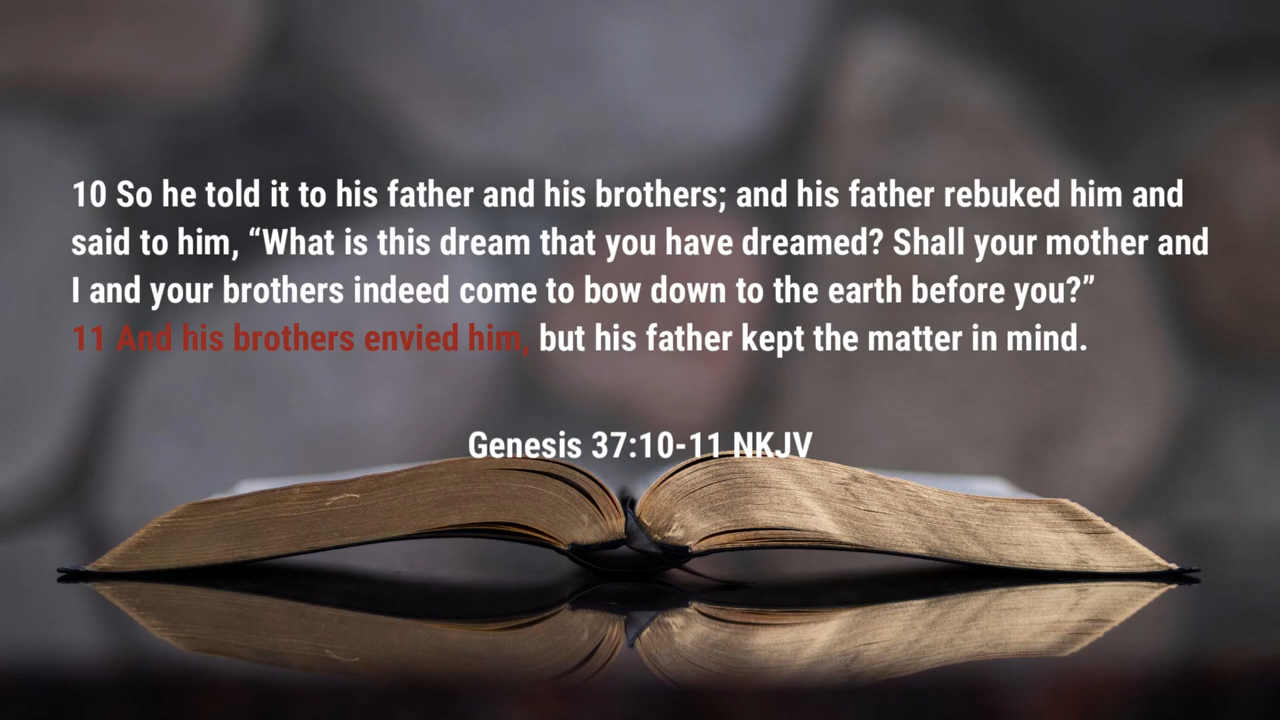 10 So he told it to his father and his brothers; and his father rebuked him and
said to him, “What is this dream that you have dreamed? Shall your mother and
I and your brothers indeed come to bow down to the earth before you?”
11 And his brothers envied him, but his father kept the matter in mind.
Genesis 37:10-11 NKJV